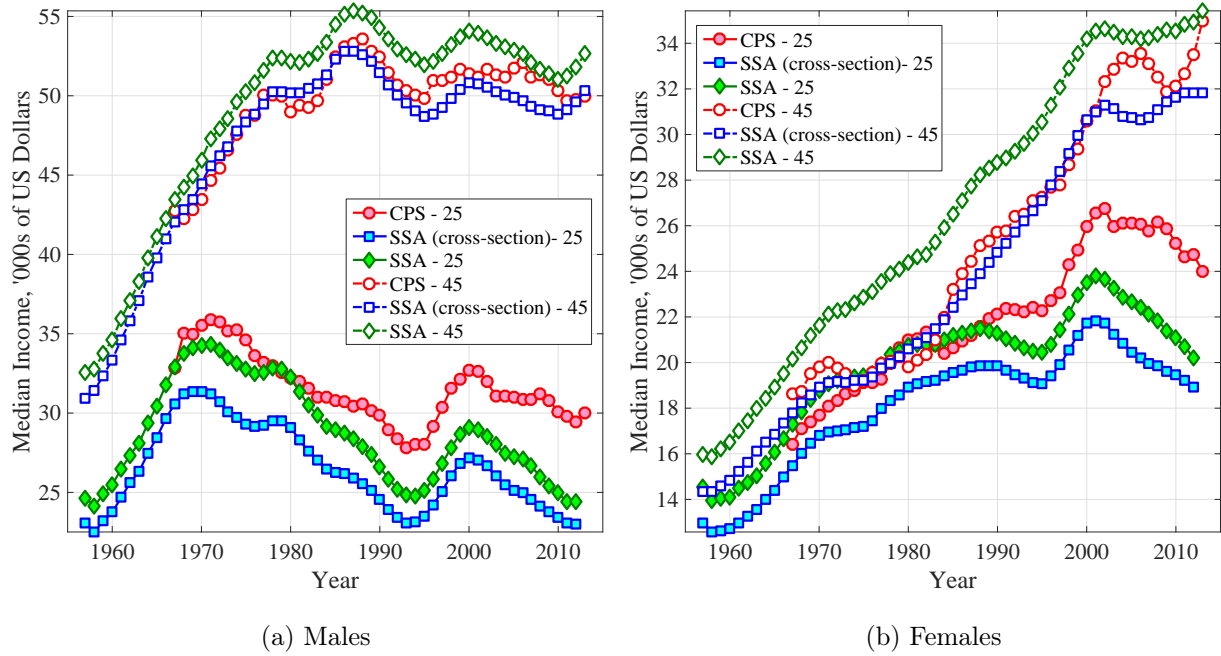 55
50
45
40
35
30
25
Median Income, '000s of US Dollars
CPS - 25
SSA (cross-section)- 25
SSA - 25
CPS - 45
SSA (cross-section) - 45
SSA - 45
1960 1970 1980 1990 2000 2010
Year
(a) Males
34
32
30
28
26
24
22
20
18
16
14
Median Income, '000s of US Dollars
CPS - 25
SSA (cross-section)- 25
SSA - 25
CPS - 45
SSA (cross-section) - 45
SSA - 45
1960 1970 1980 1990 2000 2010
Year
(b) Females